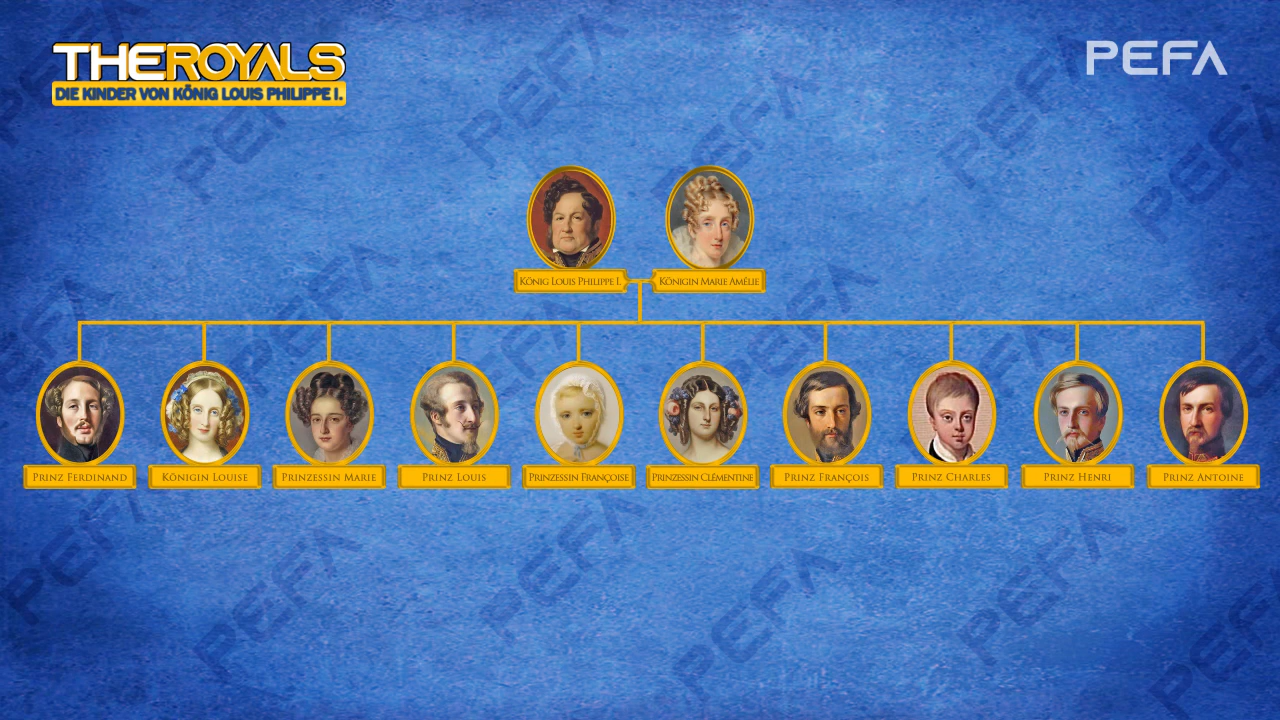 THEROYALS
DIE KINDER VON KÖNIG LOUIS PHILIPPE I.
PEFA
KÖNIG LOUIS PHILIPPE I.
KÖNIGIN MARIE AMÉLIE
PRINZ FERDINAND
KÖNIGIN LOUISE
PRINZESSIN MARIE
PRINZ LOUIS
PRINZESSIN FRANÇOISE
PRINZESSIN CLÉMENTINE
PRINZ FRANÇOIS
PRINZ CHARLES
PRINZ HENRI
PRINZ ANTOINE